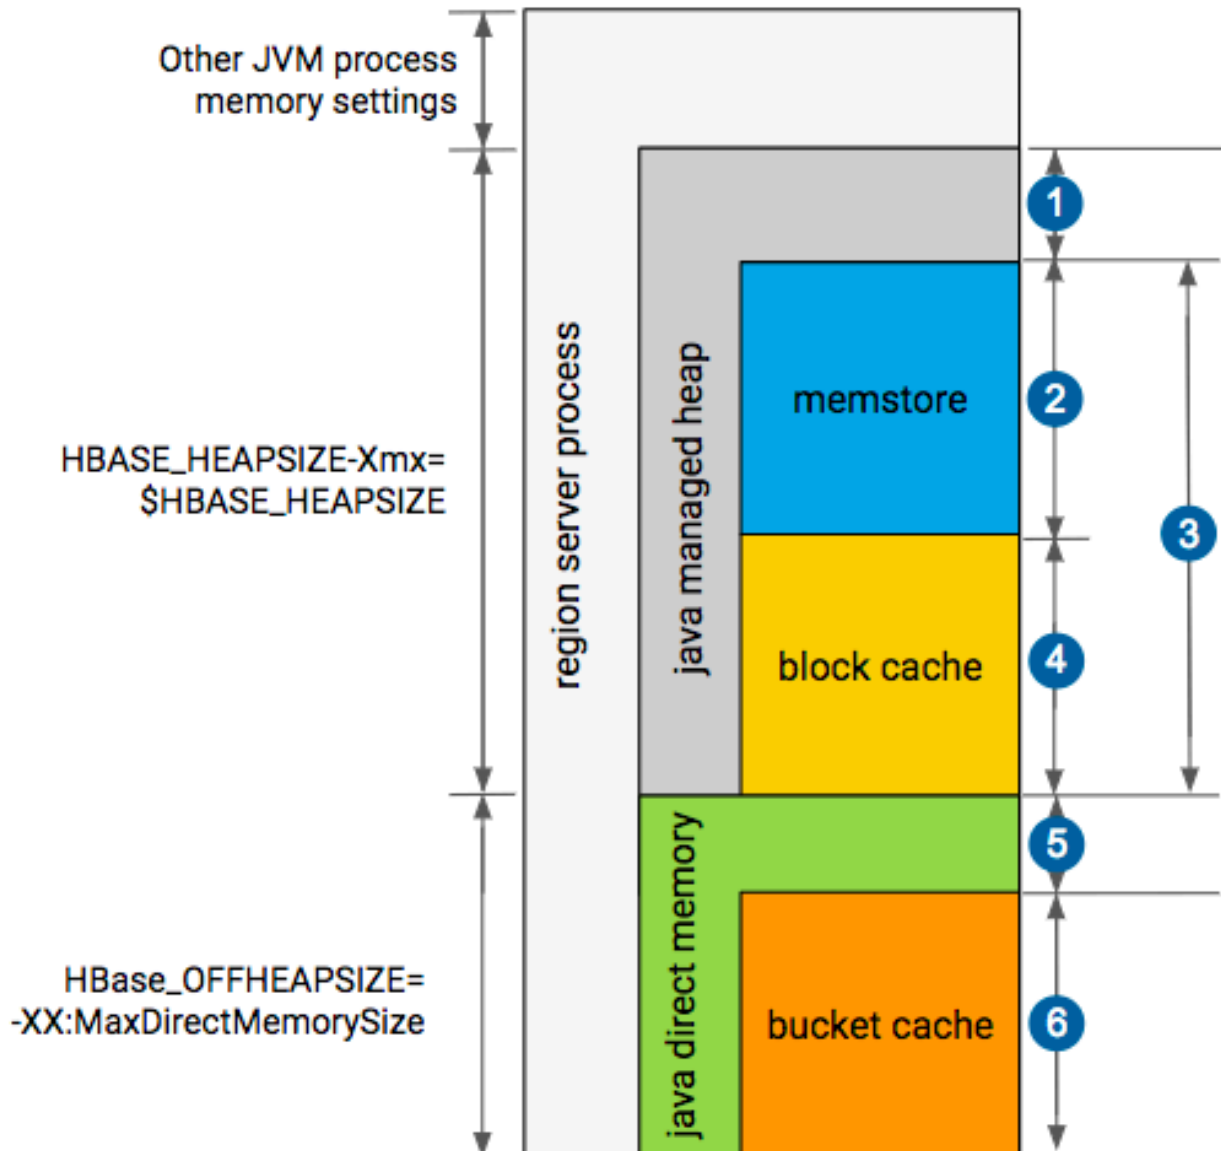 Other JVM process
memory settings
1
memstore
2
region server process
java managed heap
HBASE_HEAPSIZE-Xmx=
$HBASE_HEAPSIZE
3
block cache
4
5
java direct memory
HBase_OFFHEAPSIZE=
-XX:MaxDirectMemorySize
bucket cache
6